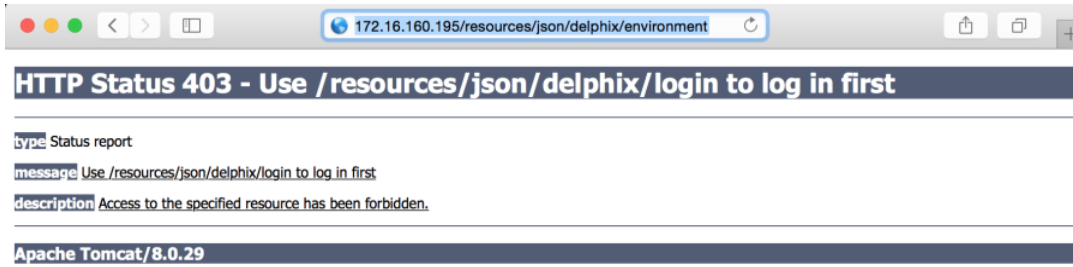 172.16.160.195/resources/json/delphix/environment
HTTP Status 403 - Use /resources/json/delphix/login to log in first
type Status report
message Use /resources/json/delphix/login to log in first
description Access to the specified resource has been forbidden.
Apache Tomcat/8.0.29